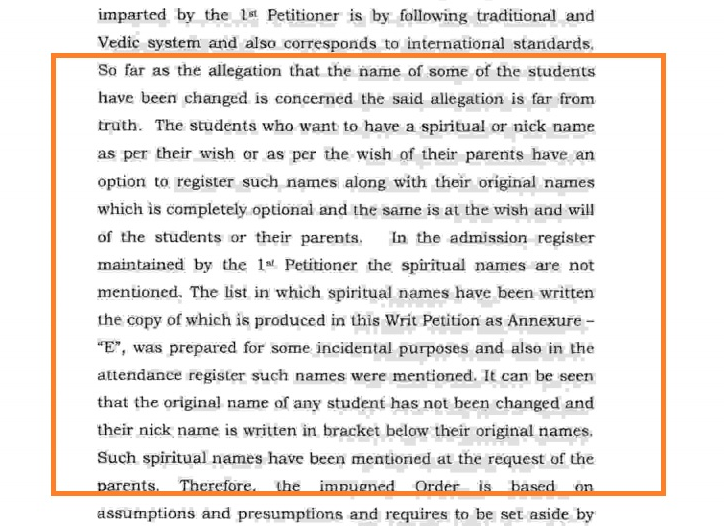 imparted by the 1st Petitioner is by following traditional and
Vedic system and also corresponds to international standards.
So far as the allegation that the name of some of the students
have been changed is concerned the said allegation is far from
truth. The students who want to have a spiritual or nick name
as per their wish or as per the wish of their parents have an
option to register such names along with their original names
which is completely optional and the same is at the wish and will
of the students or their parents. In the admission register
maintained by the 1st Petitioner the spiritual names are not
mentioned. The list in which spiritual names have been written
the copy of which is produced in this Writ Petition as Annexure –
“E”, was prepared for some incidental purposes and also in the
attendance register such names were mentioned. It can be seen
that the original name of any student has not been changed and
their nick name is written in bracket below their original names.
Such spiritual names have been mentioned at the request of the
parents. Therefore, the impugned Order is based on
assumptions and presumptions and requires to be set aside by